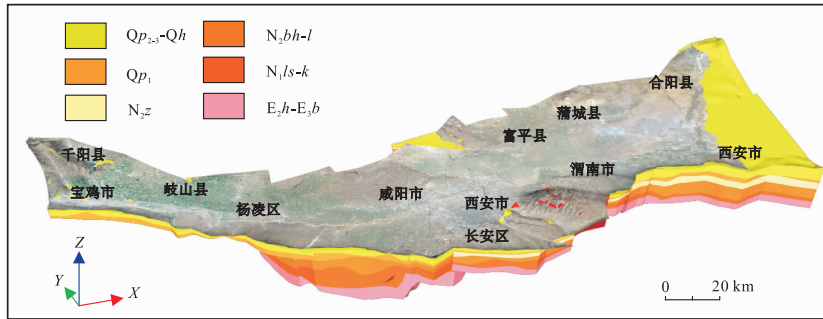 Qp₂₋₃-Qh
N₂bh-l
Qp₁
N₁ls-k
N₂z
E₂h-E₃b
合阳县
蒲城县
富平县
千阳县
西安市
渭南市
宝鸡市
岐山县
咸阳市
西安市
杨凌区
长安区
Z
Y
X
0 20 km